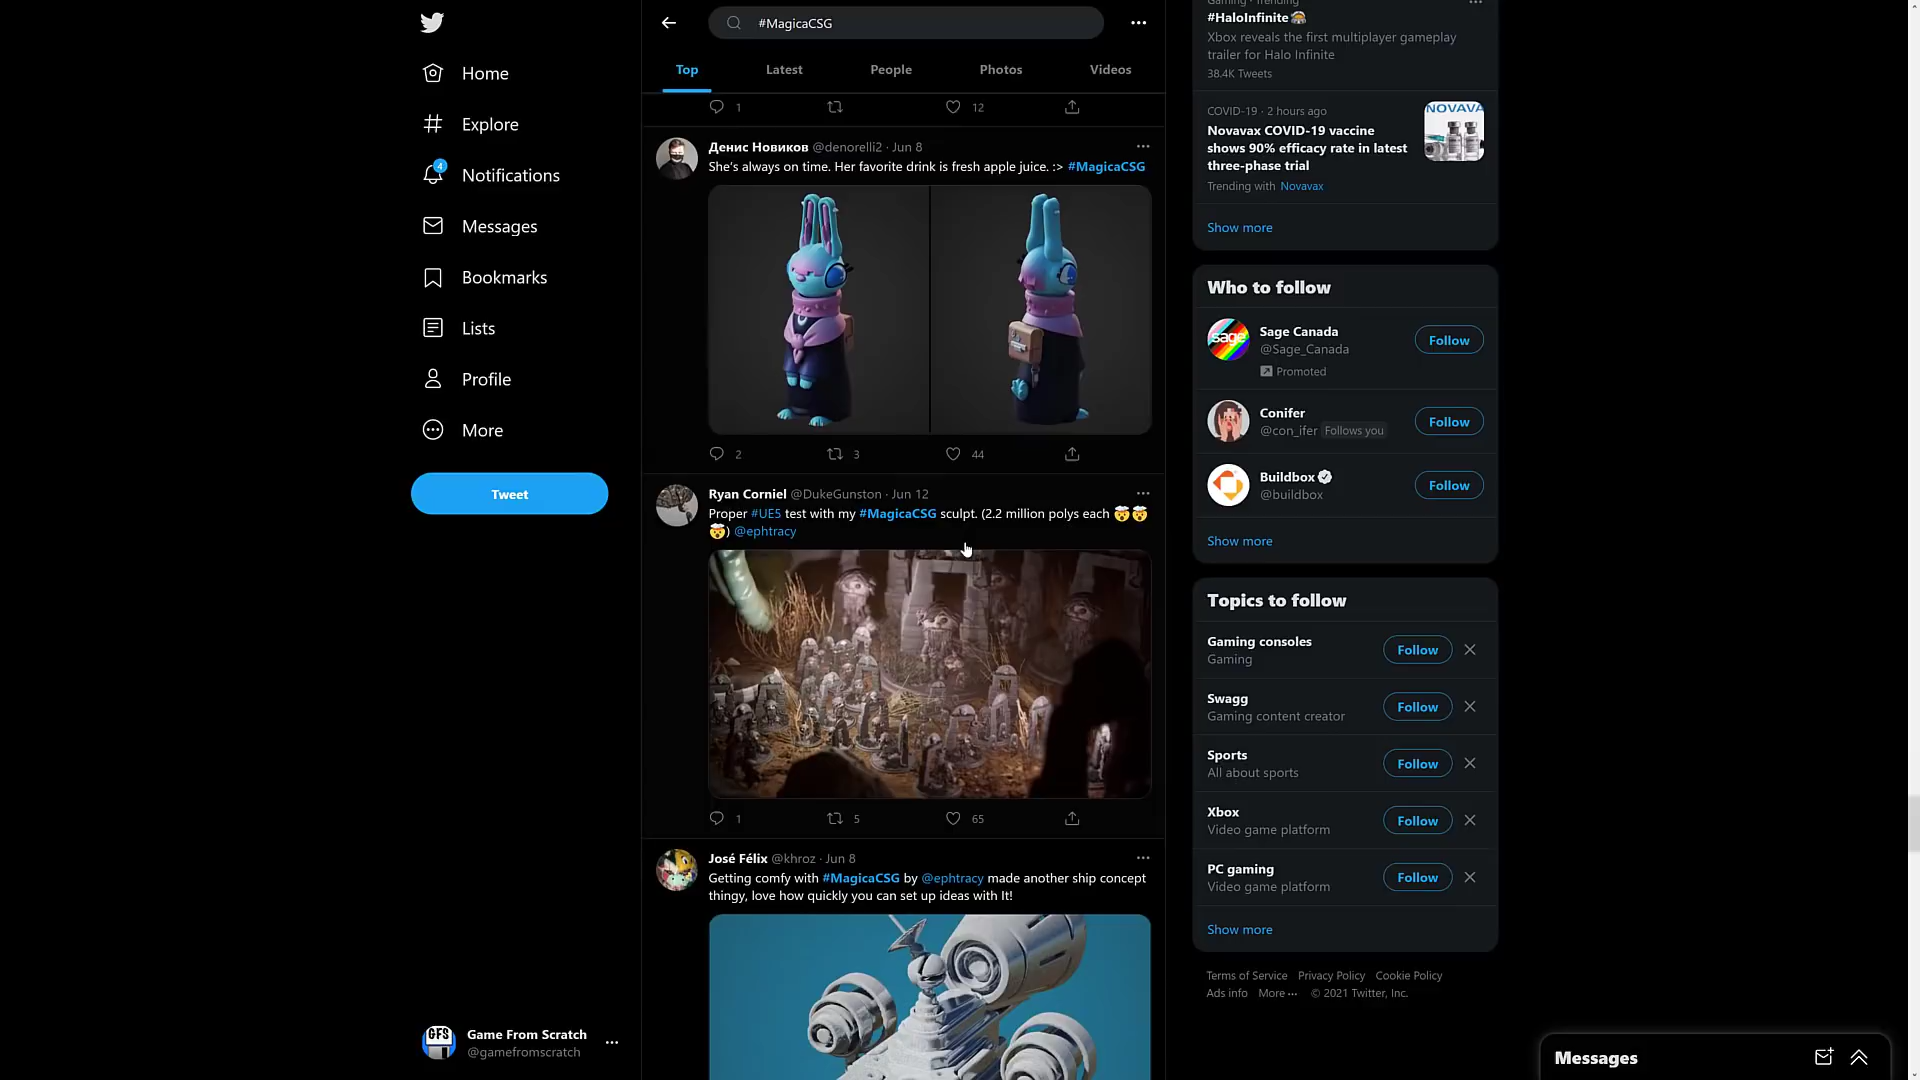 Home
Explore
4
Notifications
Messages
Bookmarks
Lists
Profile
More
Tweet
GFS
Game From Scratch
@gamefromscratch
#MagicaCSG
Top
Latest
People
Photos
Videos
1
12
Денис Новиков @denorelli2 · Jun 8
She's always on time. Her favorite drink is fresh apple juice. :> #MagicaCSG
2
3
44
Ryan Corniel @DukeGunston · Jun 12
Proper #UE5 test with my #MagicaCSG sculpt. (2.2 million polys each 🤯🤯
🤯) @ephtracy
1
5
65
José Félix @khroz · Jun 8
Getting comfy with #MagicaCSG by @ephtracy made another ship concept
thingy, love how quickly you can set up ideas with It!
Gaming · Trending
#HaloInfinite
Xbox reveals the first multiplayer gameplay
trailer for Halo Infinite
38.4K Tweets
COVID-19 · 2 hours ago
Novavax COVID-19 vaccine
shows 90% efficacy rate in latest
three-phase trial
Trending with Novavax
NOVAVA
Show more
Who to follow
sage
Sage Canada
@Sage_Canada
Promoted
Follow
Conifer
@con_ifer Follows you
Follow
Buildbox
@buildbox
Follow
Show more
Topics to follow
Gaming consoles
Gaming
Follow
Swagg
Gaming content creator
Follow
Sports
All about sports
Follow
Xbox
Video game platform
Follow
PC gaming
Video game platform
Follow
Show more
Terms of Service Privacy Policy Cookie Policy
Ads info More ··· © 2021 Twitter, Inc.
Messages